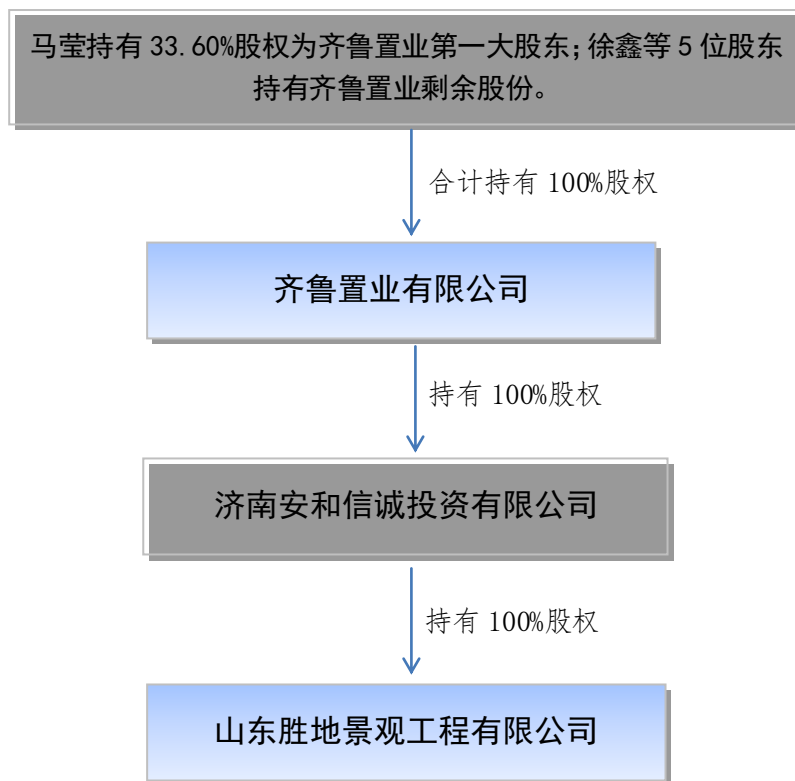 马莹持有 33.60%股权为齐鲁置业第一大股东;徐鑫等 5 位股东
持有齐鲁置业剩余股份。
合计持有 100%股权
齐鲁置业有限公司
持有 100%股权
济南安和信诚投资有限公司
持有 100%股权
山东胜地景观工程有限公司